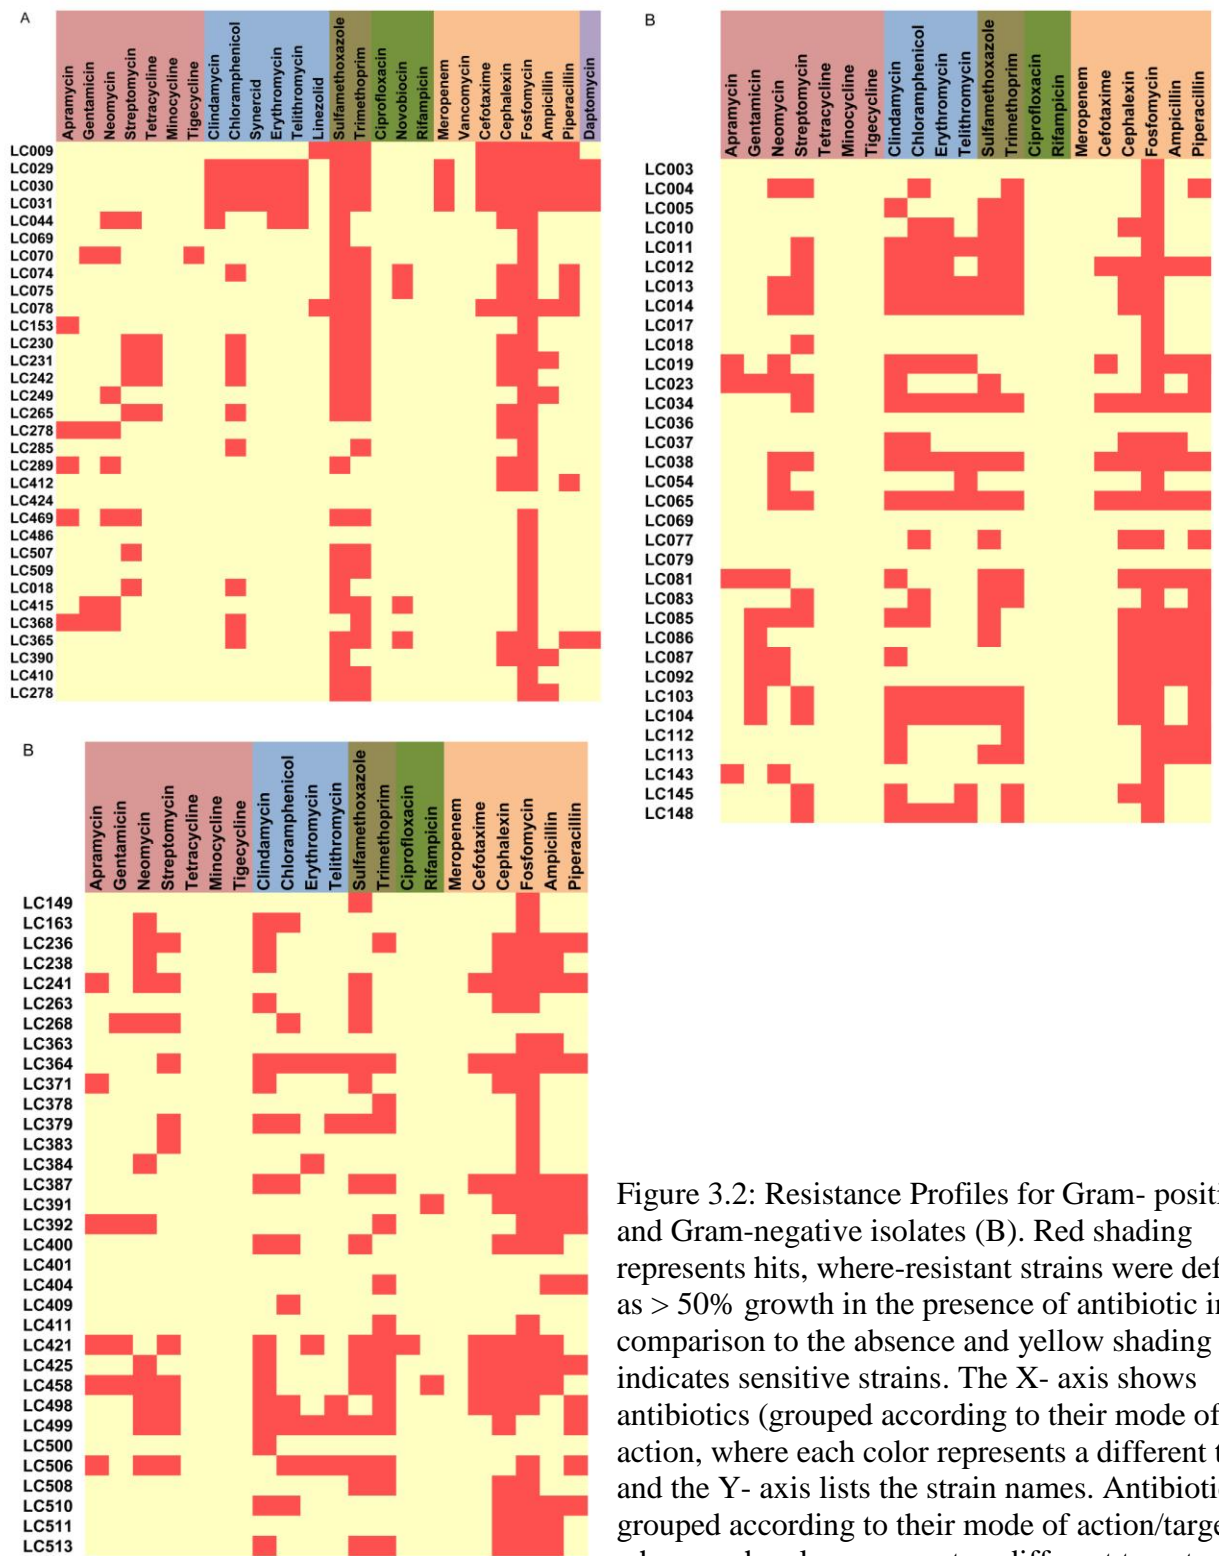 A
Apramycin
Gentamicin
Neomycin
Streptomycin
Tetracycline
Minocycline
Tigecycline
Clindamycin
Chloramphenicol
Synercid
Erythromycin
Telithromycin
Linezolid
Sulfamethoxazole
Trimethoprim
Ciprofloxacin
Novobiocin
Rifampicin
Meropenem
Vancomycin
Cefotaxime
Cephalexin
Fosfomycin
Ampicillin
Piperacillin
Daptomycin
LC009
LC029
LC030
LC031
LC044
LC069
LC070
LC074
LC075
LC078
LC153
LC230
LC231
LC242
LC249
LC265
LC278
LC285
LC289
LC412
LC424
LC469
LC486
LC507
LC509
LC018
LC415
LC368
LC365
LC390
LC410
LC278
B
Apramycin
Gentamicin
Neomycin
Streptomycin
Tetracycline
Minocycline
Tigecycline
Clindamycin
Chloramphenicol
Erythromycin
Telithromycin
Sulfamethoxazole
Trimethoprim
Ciprofloxacin
Rifampicin
Meropenem
Cefotaxime
Cephalexin
Fosfomycin
Ampicillin
Piperacillin
LC003
LC004
LC005
LC010
LC011
LC012
LC013
LC014
LC017
LC018
LC019
LC023
LC034
LC036
LC037
LC038
LC054
LC065
LC069
LC077
LC079
LC081
LC083
LC085
LC086
LC087
LC092
LC103
LC104
LC112
LC113
LC143
LC145
LC148
B
Apramycin
Gentamicin
Neomycin
Streptomycin
Tetracycline
Minocycline
Tigecycline
Clindamycin
Chloramphenicol
Erythromycin
Telithromycin
Sulfamethoxazole
Trimethoprim
Ciprofloxacin
Rifampicin
Meropenem
Cefotaxime
Cephalexin
Fosfomycin
Ampicillin
Piperacillin
LC149
LC163
LC236
LC238
LC241
LC263
LC268
LC363
LC364
LC371
LC378
LC379
LC383
LC384
LC387
LC391
LC392
LC400
LC401
LC404
LC409
LC411
LC421
LC425
LC458
LC498
LC499
LC500
LC506
LC508
LC510
LC511
LC513
Figure 3.2: Resistance Profiles for Gram- positi
and Gram-negative isolates (B). Red shading
represents hits, where-resistant strains were def
as > 50% growth in the presence of antibiotic in
comparison to the absence and yellow shading
indicates sensitive strains. The X- axis shows
antibiotics (grouped according to their mode of
action, where each color represents a different t
and the Y- axis lists the strain names. Antibioti
grouped according to their mode of action/targe